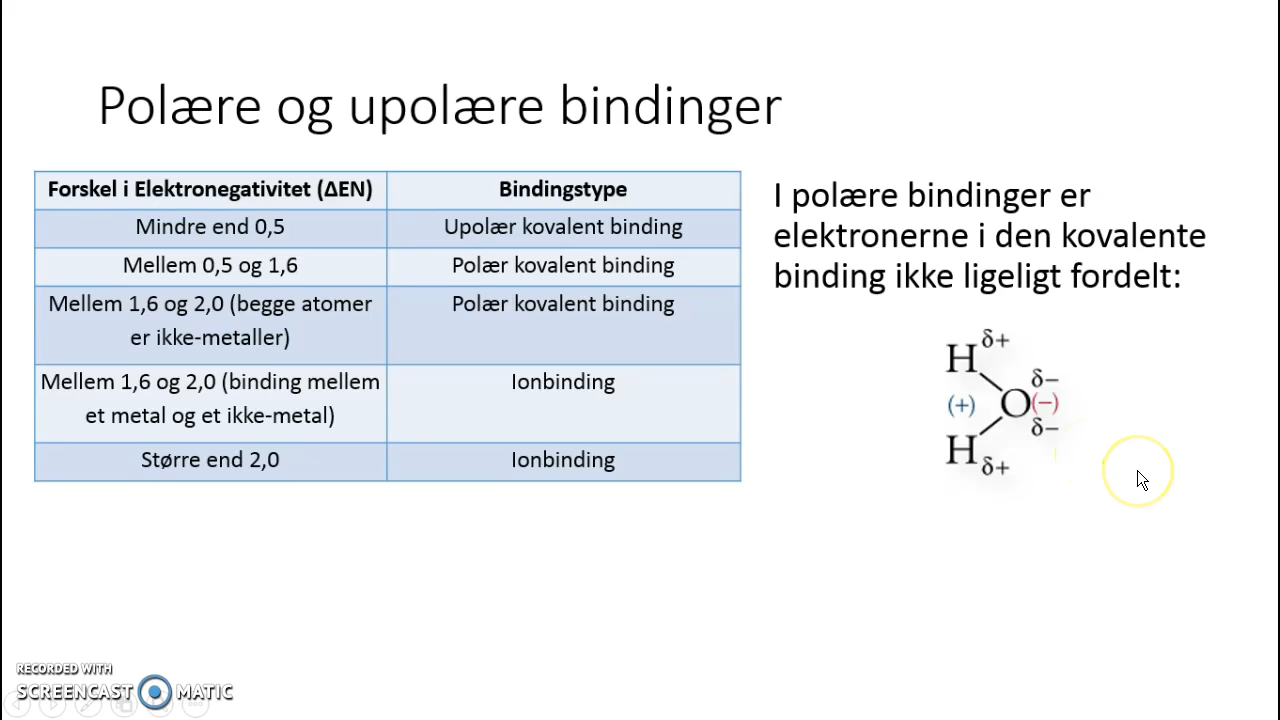 Polære og upolære bindinger
Forskel i Elektronegativitet (ΔEN)
Bindingstype
Mindre end 0,5
Upolær kovalent binding
Mellem 0,5 og 1,6
Polær kovalent binding
Mellem 1,6 og 2,0 (begge atomer
er ikke-metaller)
Polær kovalent binding
Mellem 1,6 og 2,0 (binding mellem
et metal og et ikke-metal)
Ionbinding
Større end 2,0
Ionbinding
I polære bindinger er
elektronerne i den kovalente
binding ikke ligeligt fordelt:
H δ+
δ−
(+) O (−)
δ−
H δ+
RECORDED WITH
SCREENCAST MATIC